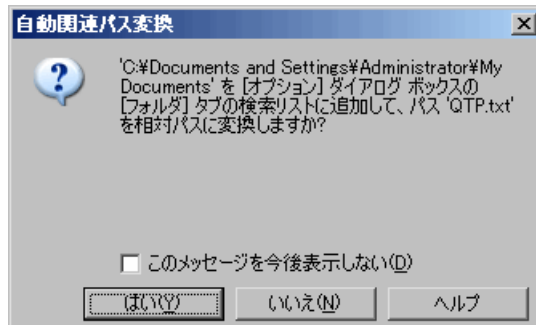 自動関連パス変換
'C:¥Documents and Settings¥Administrator¥My
Documents' を [オプション] ダイアログ ボックスの
[フォルダ] タブの検索リストに追加して、パス 'QTP.txt'
を相対パスに変換しますか?
このメッセージを今後表示しない(D)
はい(Y)
いいえ(N)
ヘルプ